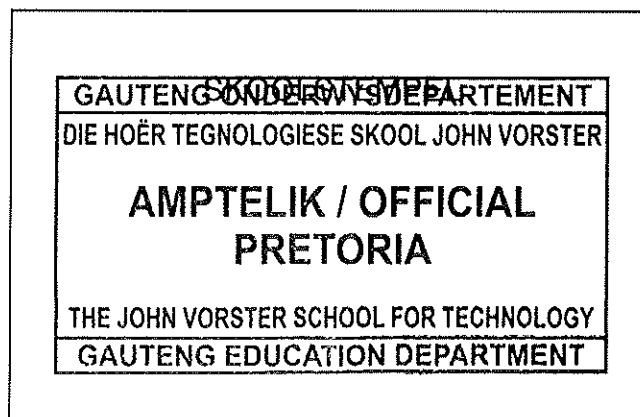 SKOOLSTEMPEL
GAUTENG ONDERWYSDEPARTEMENT
DIE HOËR TEGNOLOGIESE SKOOL JOHN VORSTER
AMPTELIK / OFFICIAL
PRETORIA
THE JOHN VORSTER SCHOOL FOR TECHNOLOGY
GAUTENG EDUCATION DEPARTMENT